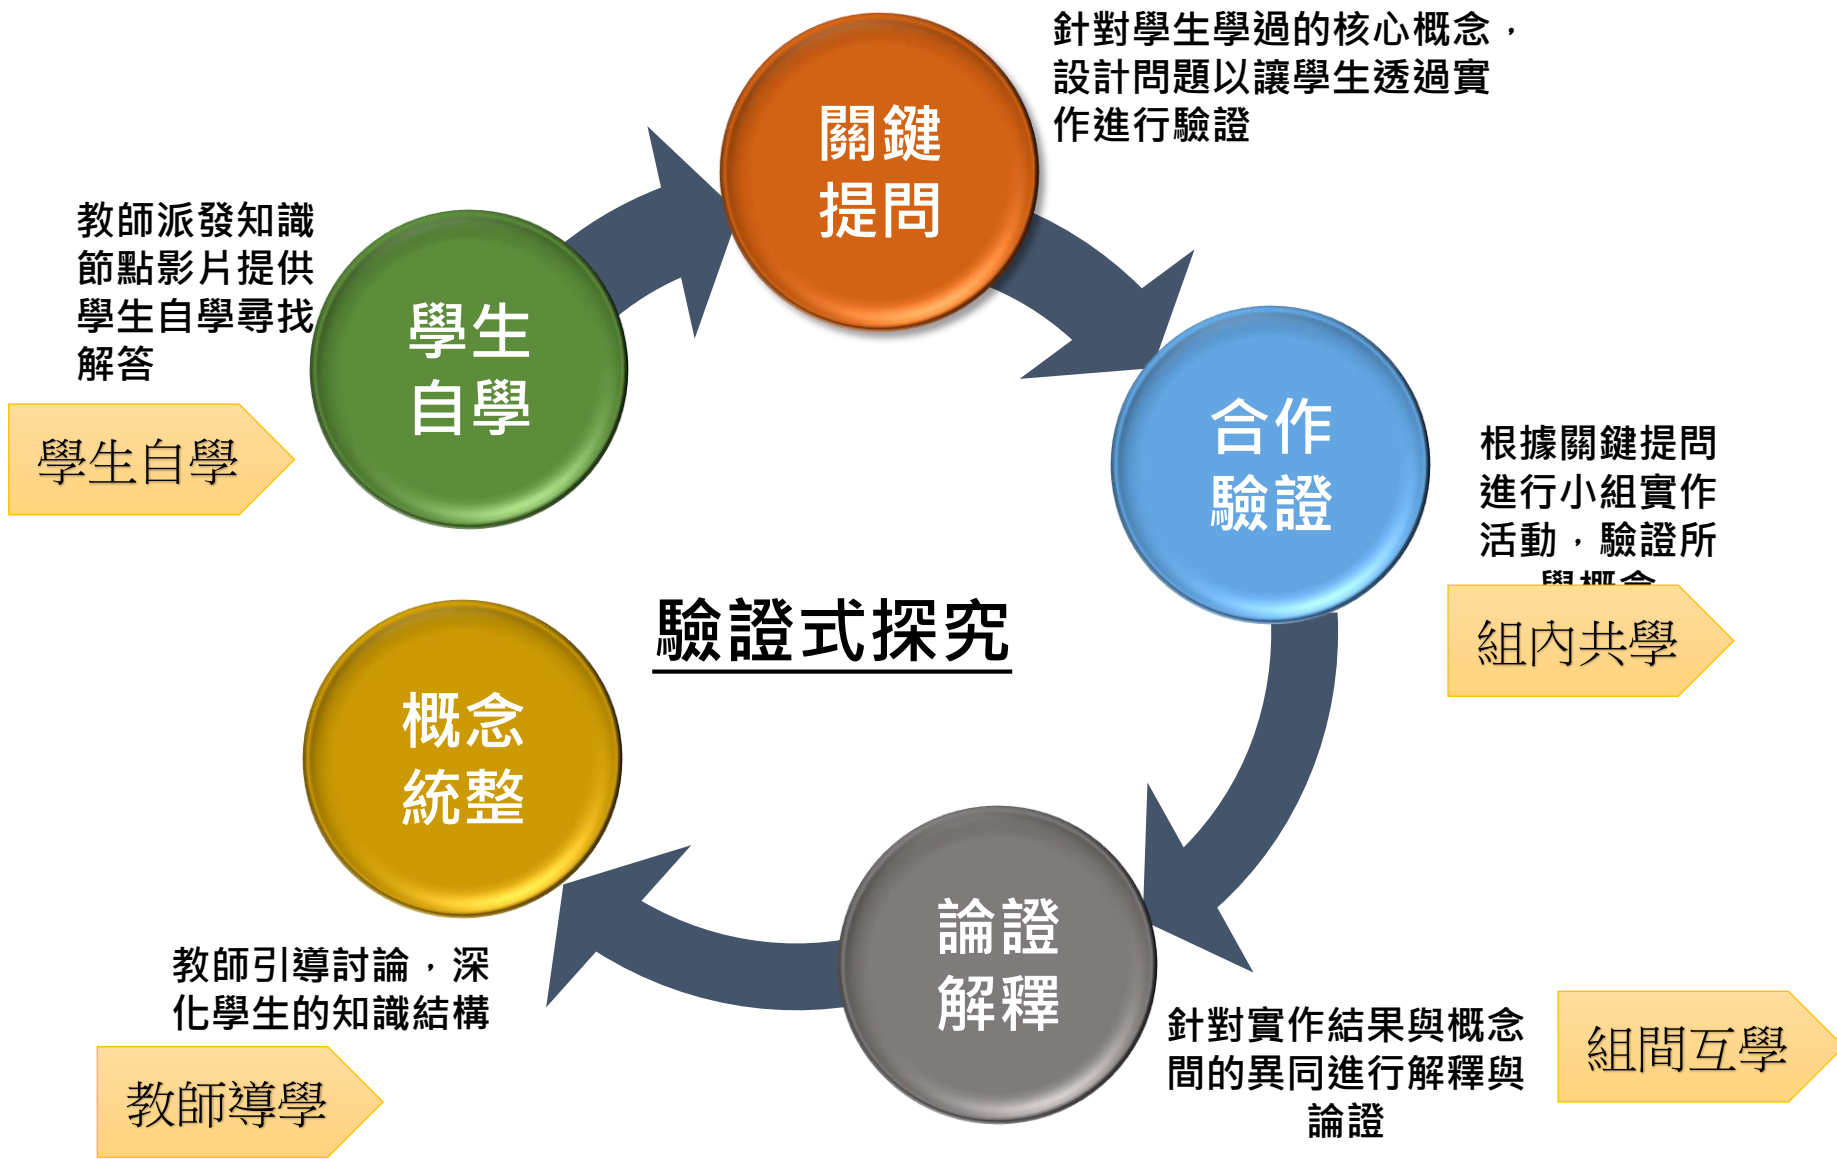 針對學生學過的核心概念，
設計問題以讓學生透過實
作進行驗證
關鍵
提問
教師派發知識
節點影片提供
學生自學尋找
解答
學生
自學
學生自學
合作
驗證
根據關鍵提問
進行小組實作
活動，驗證所
學概念
組內共學
驗證式探究
概念
統整
論證
解釋
教師引導討論，深
化學生的知識結構
教師導學
針對實作結果與概念
間的異同進行解釋與
論證
組間互學